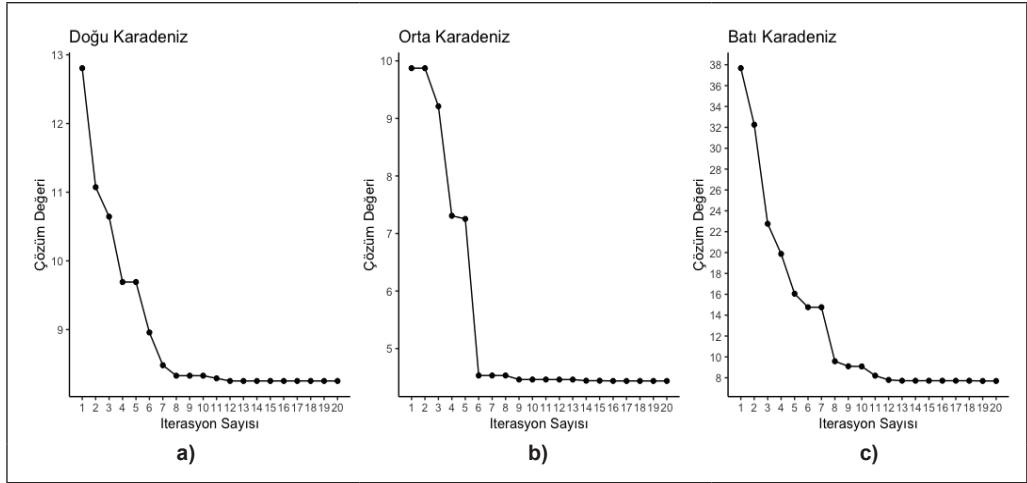 Doğu Karadeniz
Çözüm Değeri
13
12
11
10
9
1 2 3 4 5 6 7 8 9 10 11 12 13 14 15 16 17 18 19 20
Iterasyon Sayısı
a)
Orta Karadeniz
Çözüm Değeri
10
9
8
7
6
5
1 2 3 4 5 6 7 8 9 10 11 12 13 14 15 16 17 18 19 20
Iterasyon Sayısı
b)
Batı Karadeniz
Çözüm Değeri
38
36
34
32
30
28
26
24
22
20
18
16
14
12
10
8
1 2 3 4 5 6 7 8 9 10 11 12 13 14 15 16 17 18 19 20
Iterasyon Sayısı
c)